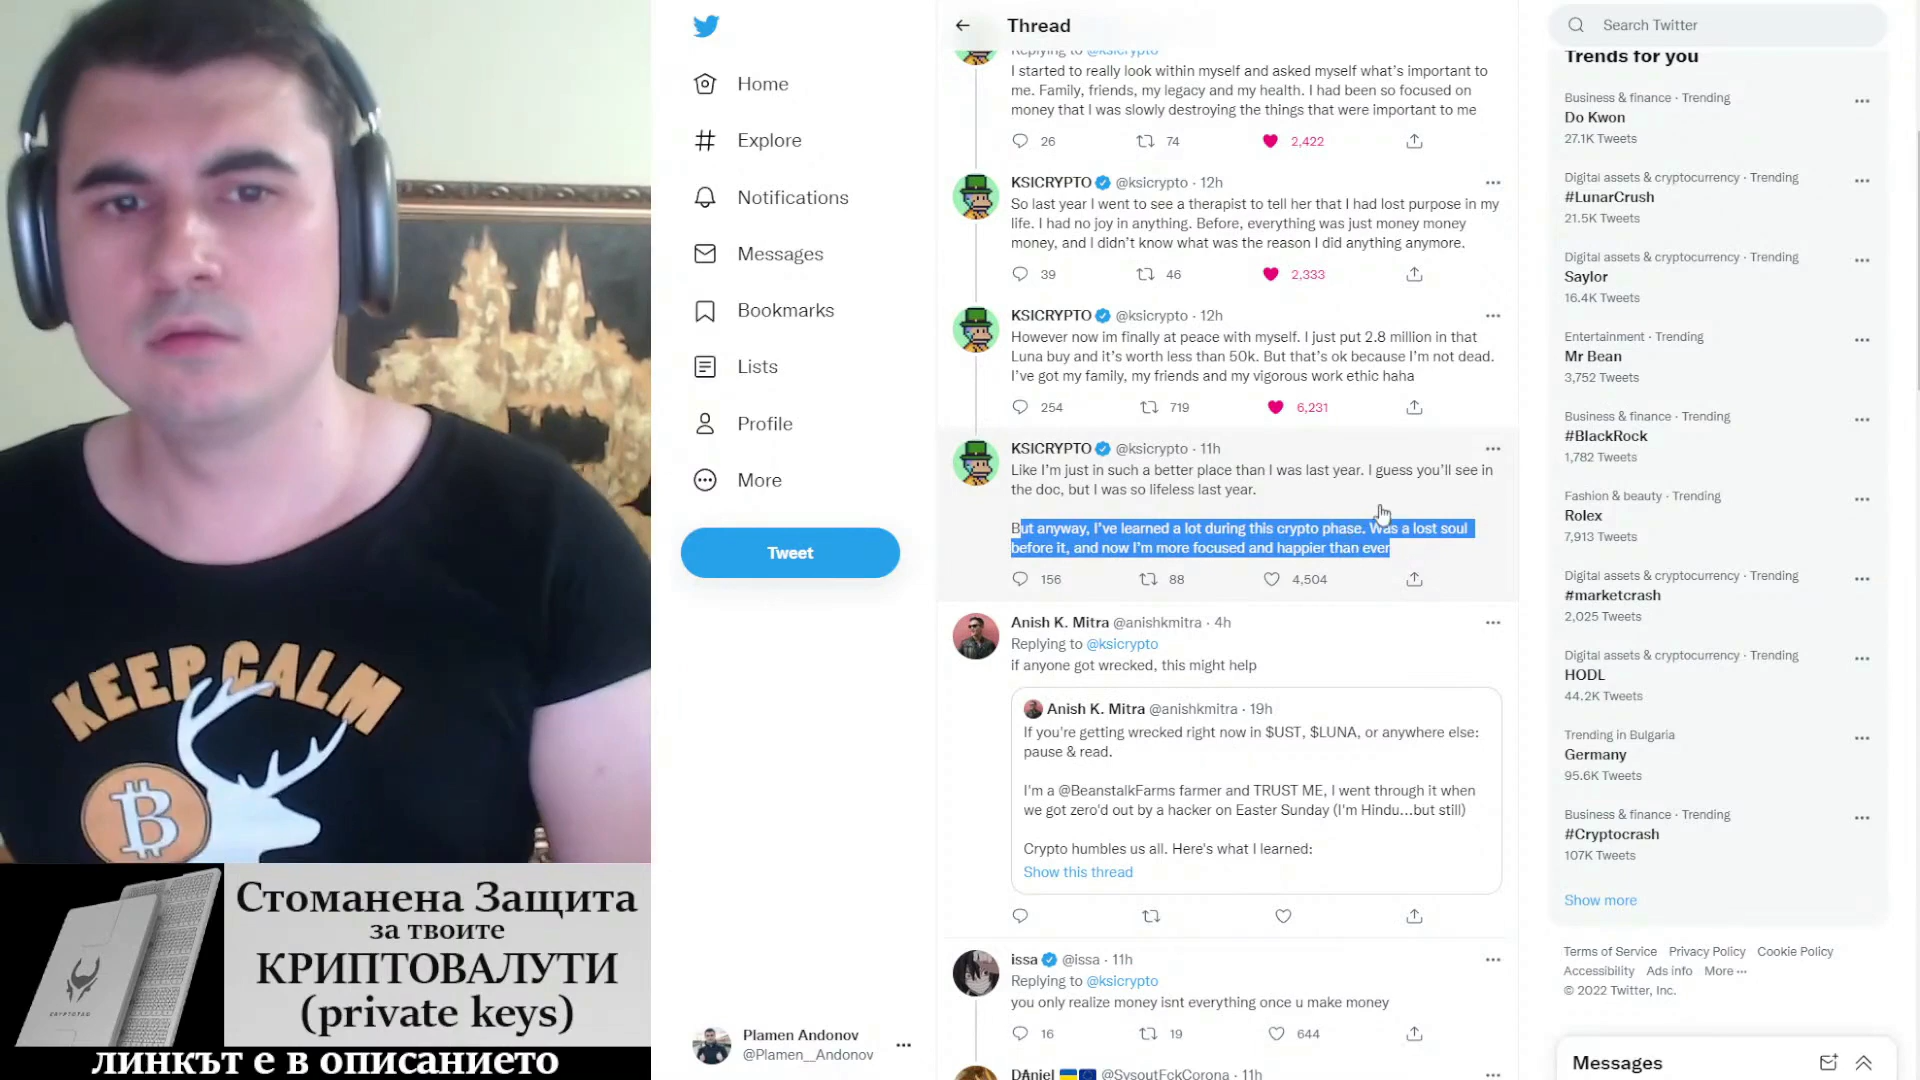 KEEP CALM
Стоманена Защита
за твоите
КРИПТОВАЛУТИ
(private keys)
линкът е в описанието
Home
Explore
Notifications
Messages
Bookmarks
Lists
Profile
More
Tweet
Plamen Andonov
@Plamen__Andonov
Thread
Replying to @ksicrypto
I started to really look within myself and asked myself what's important to
me. Family, friends, my legacy and my health. I had been so focused on
money that I was slowly destroying the things that were important to me
26 74 2,422
KSICRYPTO @ksicrypto · 12h
So last year I went to see a therapist to tell her that I had lost purpose in my
life. I had no joy in anything. Before, everything was just money money
money, and I didn't know what was the reason I did anything anymore.
39 46 2,333
KSICRYPTO @ksicrypto · 12h
However now im finally at peace with myself. I just put 2.8 million in that
Luna buy and it's worth less than 50k. But that's ok because I'm not dead.
I've got my family, my friends and my vigorous work ethic haha
254 719 6,231
KSICRYPTO @ksicrypto · 11h
Like I'm just in such a better place than I was last year. I guess you'll see in
the doc, but I was so lifeless last year.
But anyway, I've learned a lot during this crypto phase. Was a lost soul
before it, and now I'm more focused and happier than ever
156 88 4,504
Anish K. Mitra @anishkmitra · 4h
Replying to @ksicrypto
if anyone got wrecked, this might help
Anish K. Mitra @anishkmitra · 19h
If you're getting wrecked right now in $UST, $LUNA, or anywhere else:
pause & read.
I'm a @BeanstalkFarms farmer and TRUST ME, I went through it when
we got zero'd out by a hacker on Easter Sunday (I'm Hindu...but still)
Crypto humbles us all. Here's what I learned:
Show this thread
issa @issa · 11h
Replying to @ksicrypto
you only realize money isnt everything once u make money
16 19 644
DAniel @SysoutFckCorona · 11h
Search Twitter
Trends for you
Business & finance · Trending
Do Kwon
27.1K Tweets
Digital assets & cryptocurrency · Trending
#LunarCrush
21.5K Tweets
Digital assets & cryptocurrency · Trending
Saylor
16.4K Tweets
Entertainment · Trending
Mr Bean
3,752 Tweets
Business & finance · Trending
#BlackRock
1,782 Tweets
Fashion & beauty · Trending
Rolex
7,913 Tweets
Digital assets & cryptocurrency · Trending
#marketcrash
2,025 Tweets
Digital assets & cryptocurrency · Trending
HODL
44.2K Tweets
Trending in Bulgaria
Germany
95.6K Tweets
Business & finance · Trending
#Cryptocrash
107K Tweets
Show more
Terms of Service Privacy Policy Cookie Policy
Accessibility Ads info More ···
© 2022 Twitter, Inc.
Messages